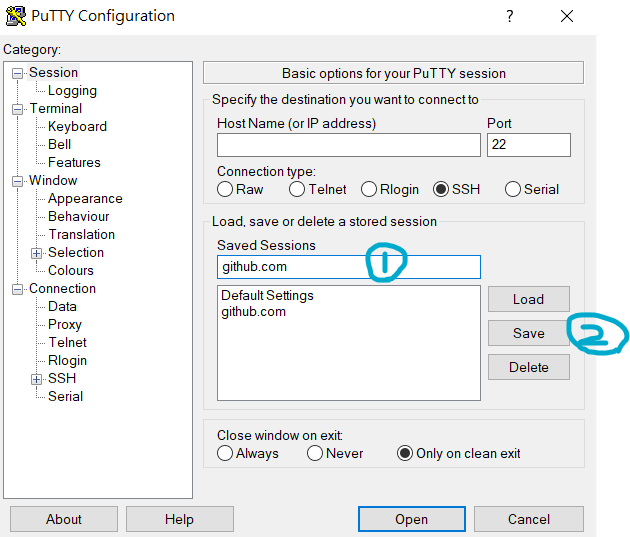 PuTTY Configuration
?
Category:
Session
Logging
Terminal
Keyboard
Bell
Features
Window
Appearance
Behaviour
Translation
Selection
Colours
Connection
Data
Proxy
Telnet
Rlogin
SSH
Serial
Basic options for your PuTTY session
Specify the destination you want to connect to
Host Name (or IP address) Port
22
Connection type:
Raw Telnet Rlogin SSH Serial
Load, save or delete a stored session
Saved Sessions
github.com 1
Default Settings
github.com
Load
Save 2
Delete
Close window on exit:
Always Never Only on clean exit
About Help Open Cancel